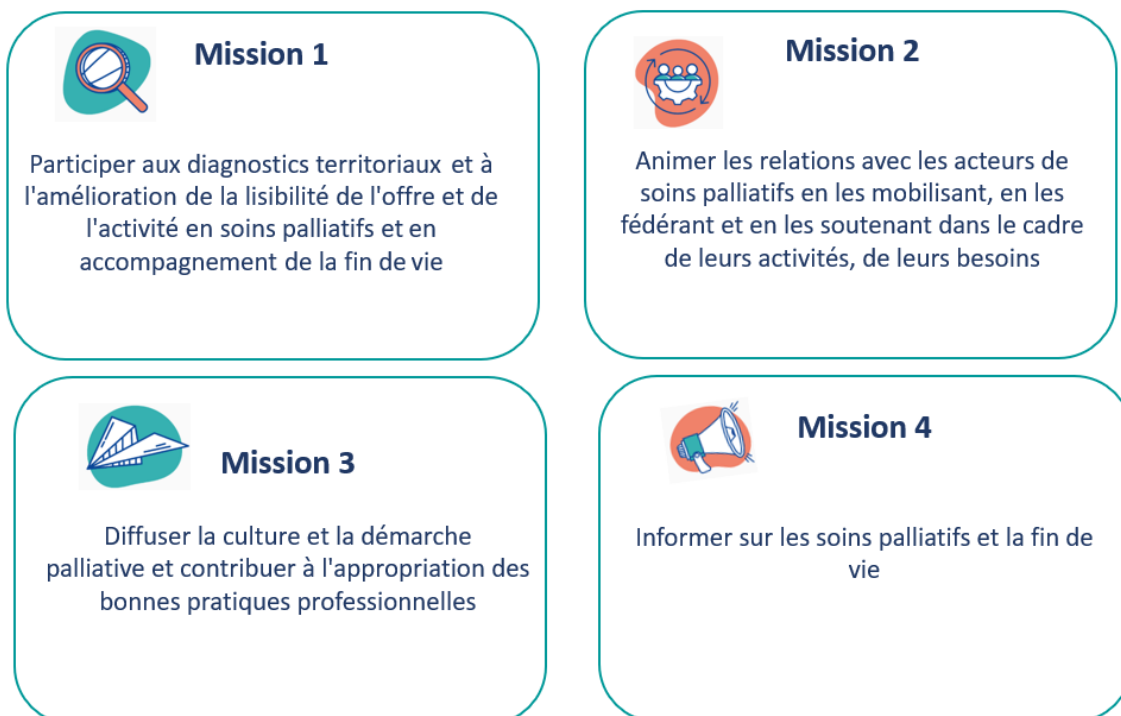 Mission 1
Participer aux diagnostics territoriaux et à
l'amélioration de la lisibilité de l'offre et de
l'activité en soins palliatifs et en
accompagnement de la fin de vie
Mission 2
Animer les relations avec les acteurs de
soins palliatifs en les mobilisant, en les
fédérant et en les soutenant dans le cadre
de leurs activités, de leurs besoins
Mission 3
Diffuser la culture et la démarche
palliative et contribuer à l'appropriation des
bonnes pratiques professionnelles
Mission 4
Informer sur les soins palliatifs et la fin de
vie